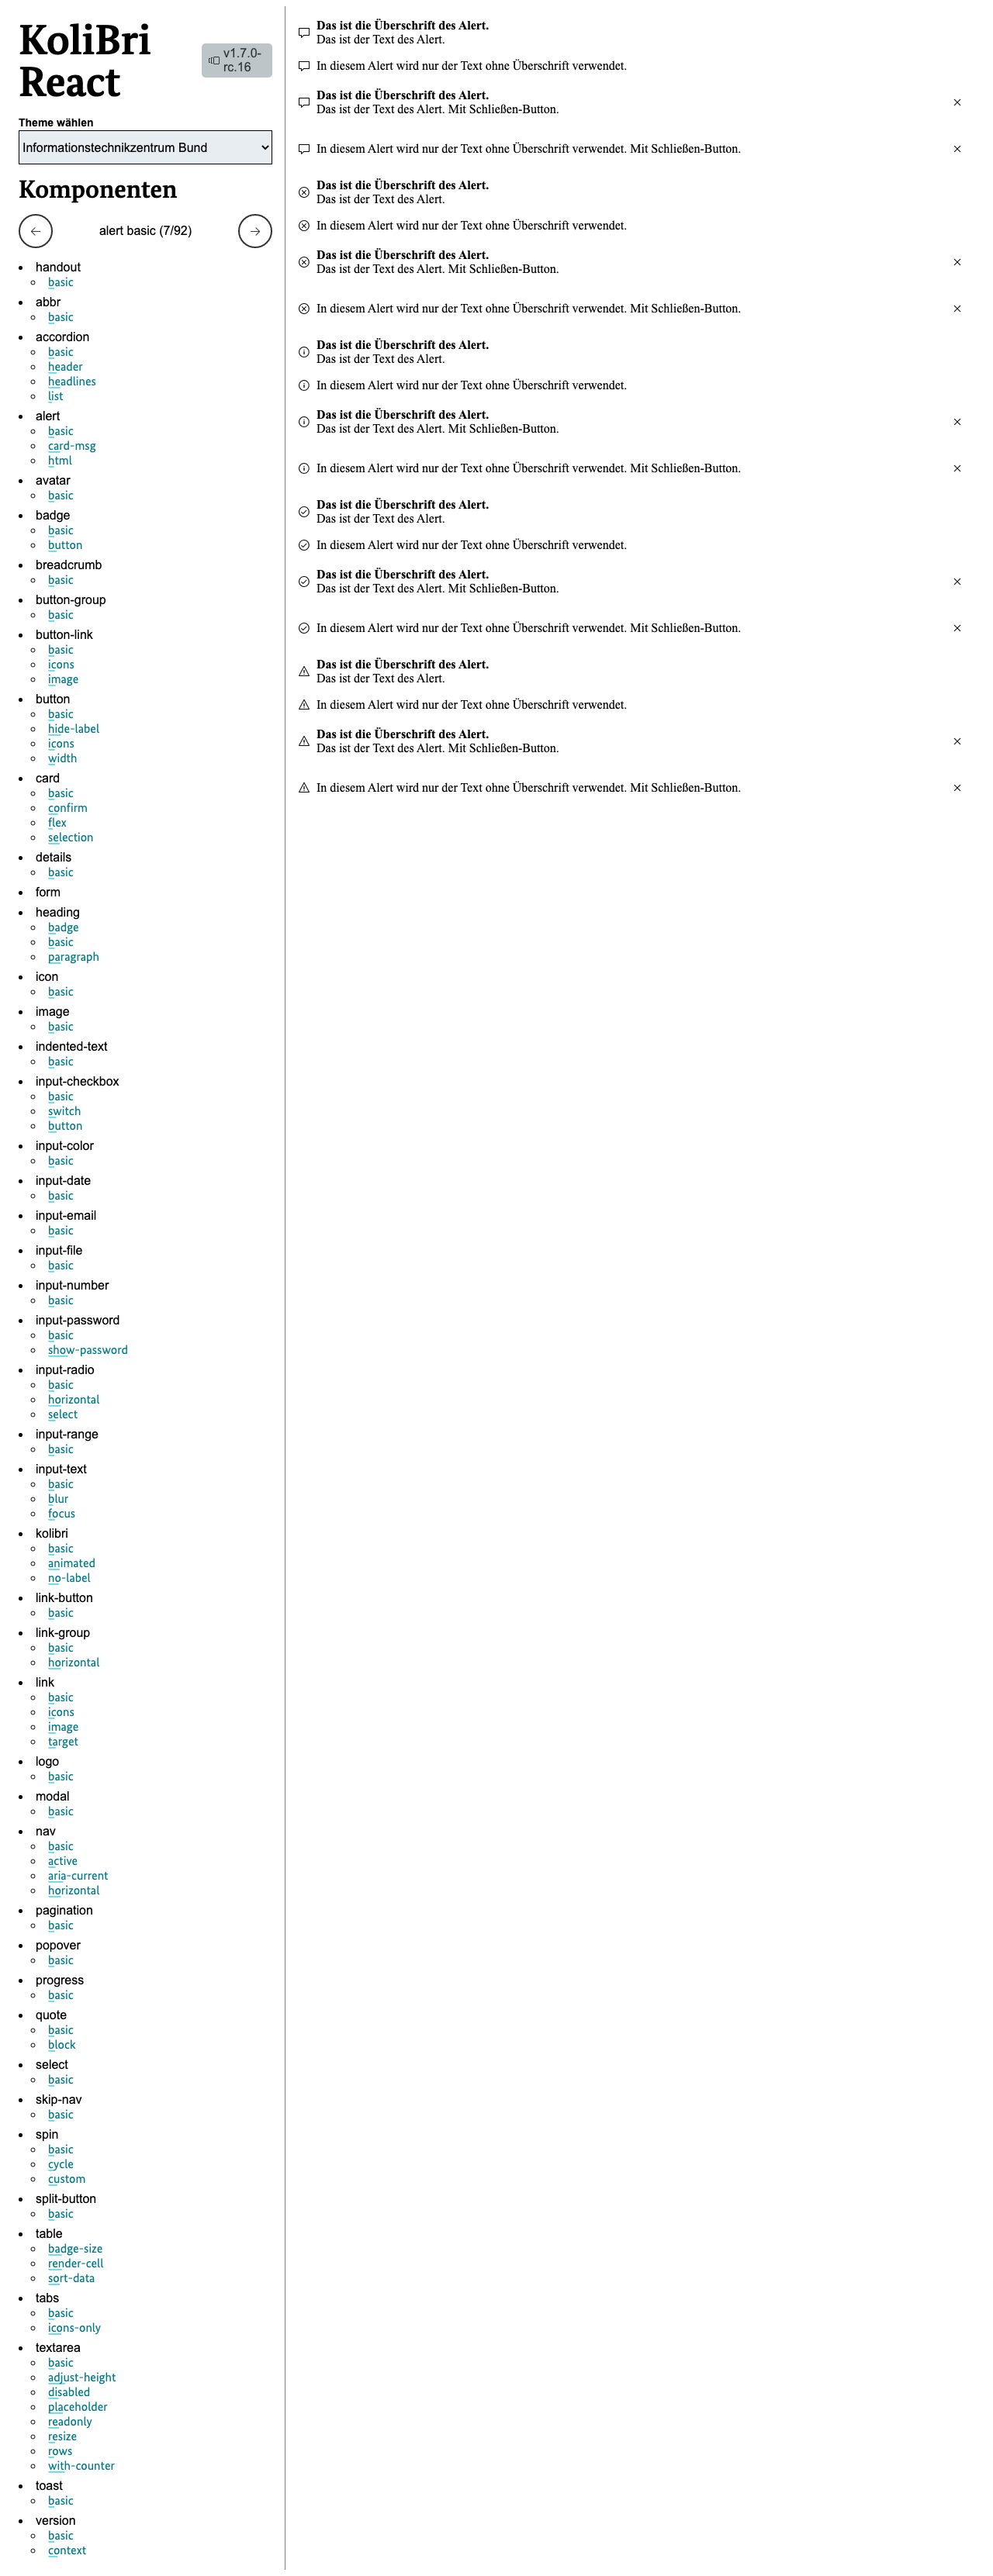 KoliBri
React
v1.7.0-
rc.16
Theme wählen
Informationstechnikzentrum Bund
Komponenten
alert basic (7/92)
handout
basic
abbr
basic
accordion
basic
header
headlines
list
alert
basic
card-msg
html
avatar
basic
badge
basic
button
breadcrumb
basic
button-group
basic
button-link
basic
icons
image
button
basic
hide-label
icons
width
card
basic
confirm
flex
selection
details
basic
form
heading
badge
basic
paragraph
icon
basic
image
basic
indented-text
basic
input-checkbox
basic
switch
button
input-color
basic
input-date
basic
input-email
basic
input-file
basic
input-number
basic
input-password
basic
show-password
input-radio
basic
horizontal
select
input-range
basic
input-text
basic
blur
focus
kolibri
basic
animated
no-label
link-button
basic
link-group
basic
horizontal
link
basic
icons
image
target
logo
basic
modal
basic
nav
basic
active
aria-current
horizontal
pagination
basic
popover
basic
progress
basic
quote
basic
block
select
basic
skip-nav
basic
spin
basic
cycle
custom
split-button
basic
table
badge-size
render-cell
sort-data
tabs
basic
icons-only
textarea
basic
adjust-height
disabled
placeholder
readonly
resize
rows
with-counter
toast
basic
version
basic
context
Das ist die Überschrift des Alert.
Das ist der Text des Alert.
In diesem Alert wird nur der Text ohne Überschrift verwendet.
Das ist die Überschrift des Alert.
Das ist der Text des Alert. Mit Schließen-Button.
In diesem Alert wird nur der Text ohne Überschrift verwendet. Mit Schließen-Button.
Das ist die Überschrift des Alert.
Das ist der Text des Alert.
In diesem Alert wird nur der Text ohne Überschrift verwendet.
Das ist die Überschrift des Alert.
Das ist der Text des Alert. Mit Schließen-Button.
In diesem Alert wird nur der Text ohne Überschrift verwendet. Mit Schließen-Button.
Das ist die Überschrift des Alert.
Das ist der Text des Alert.
In diesem Alert wird nur der Text ohne Überschrift verwendet.
Das ist die Überschrift des Alert.
Das ist der Text des Alert. Mit Schließen-Button.
In diesem Alert wird nur der Text ohne Überschrift verwendet. Mit Schließen-Button.
Das ist die Überschrift des Alert.
Das ist der Text des Alert.
In diesem Alert wird nur der Text ohne Überschrift verwendet.
Das ist die Überschrift des Alert.
Das ist der Text des Alert. Mit Schließen-Button.
In diesem Alert wird nur der Text ohne Überschrift verwendet. Mit Schließen-Button.
Das ist die Überschrift des Alert.
Das ist der Text des Alert.
In diesem Alert wird nur der Text ohne Überschrift verwendet.
Das ist die Überschrift des Alert.
Das ist der Text des Alert. Mit Schließen-Button.
In diesem Alert wird nur der Text ohne Überschrift verwendet. Mit Schließen-Button.